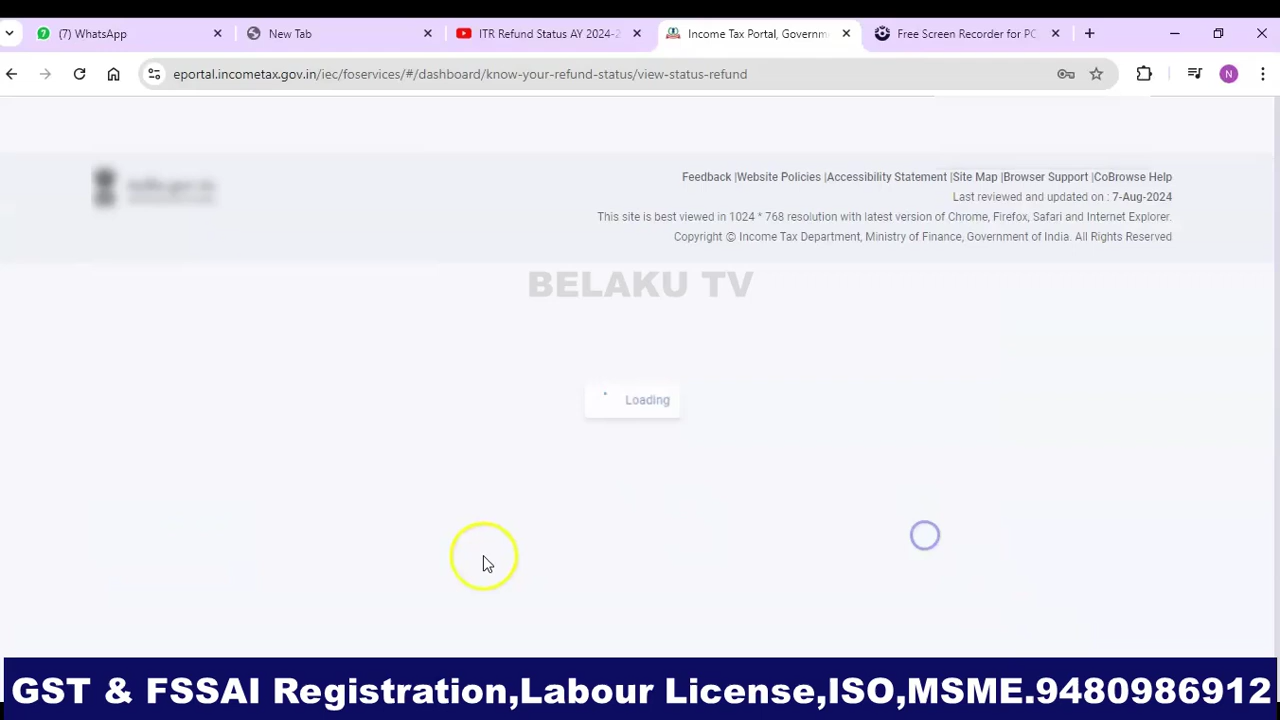 (7) WhatsApp
New Tab
ITR Refund Status AY 2024-2
Income Tax Portal, Governm
Free Screen Recorder for PC
eportal.incometax.gov.in/iec/foservices/#/dashboard/know-your-refund-status/view-status-refund
N
Feedback |Website Policies |Accessibility Statement |Site Map |Browser Support |CoBrowse Help
Last reviewed and updated on : 7-Aug-2024
This site is best viewed in 1024 * 768 resolution with latest version of Chrome, Firefox, Safari and Internet Explorer.
Copyright © Income Tax Department, Ministry of Finance, Government of India. All Rights Reserved
BELAKU TV
Loading
GST & FSSAI Registration,Labour License,ISO,MSME.9480986912